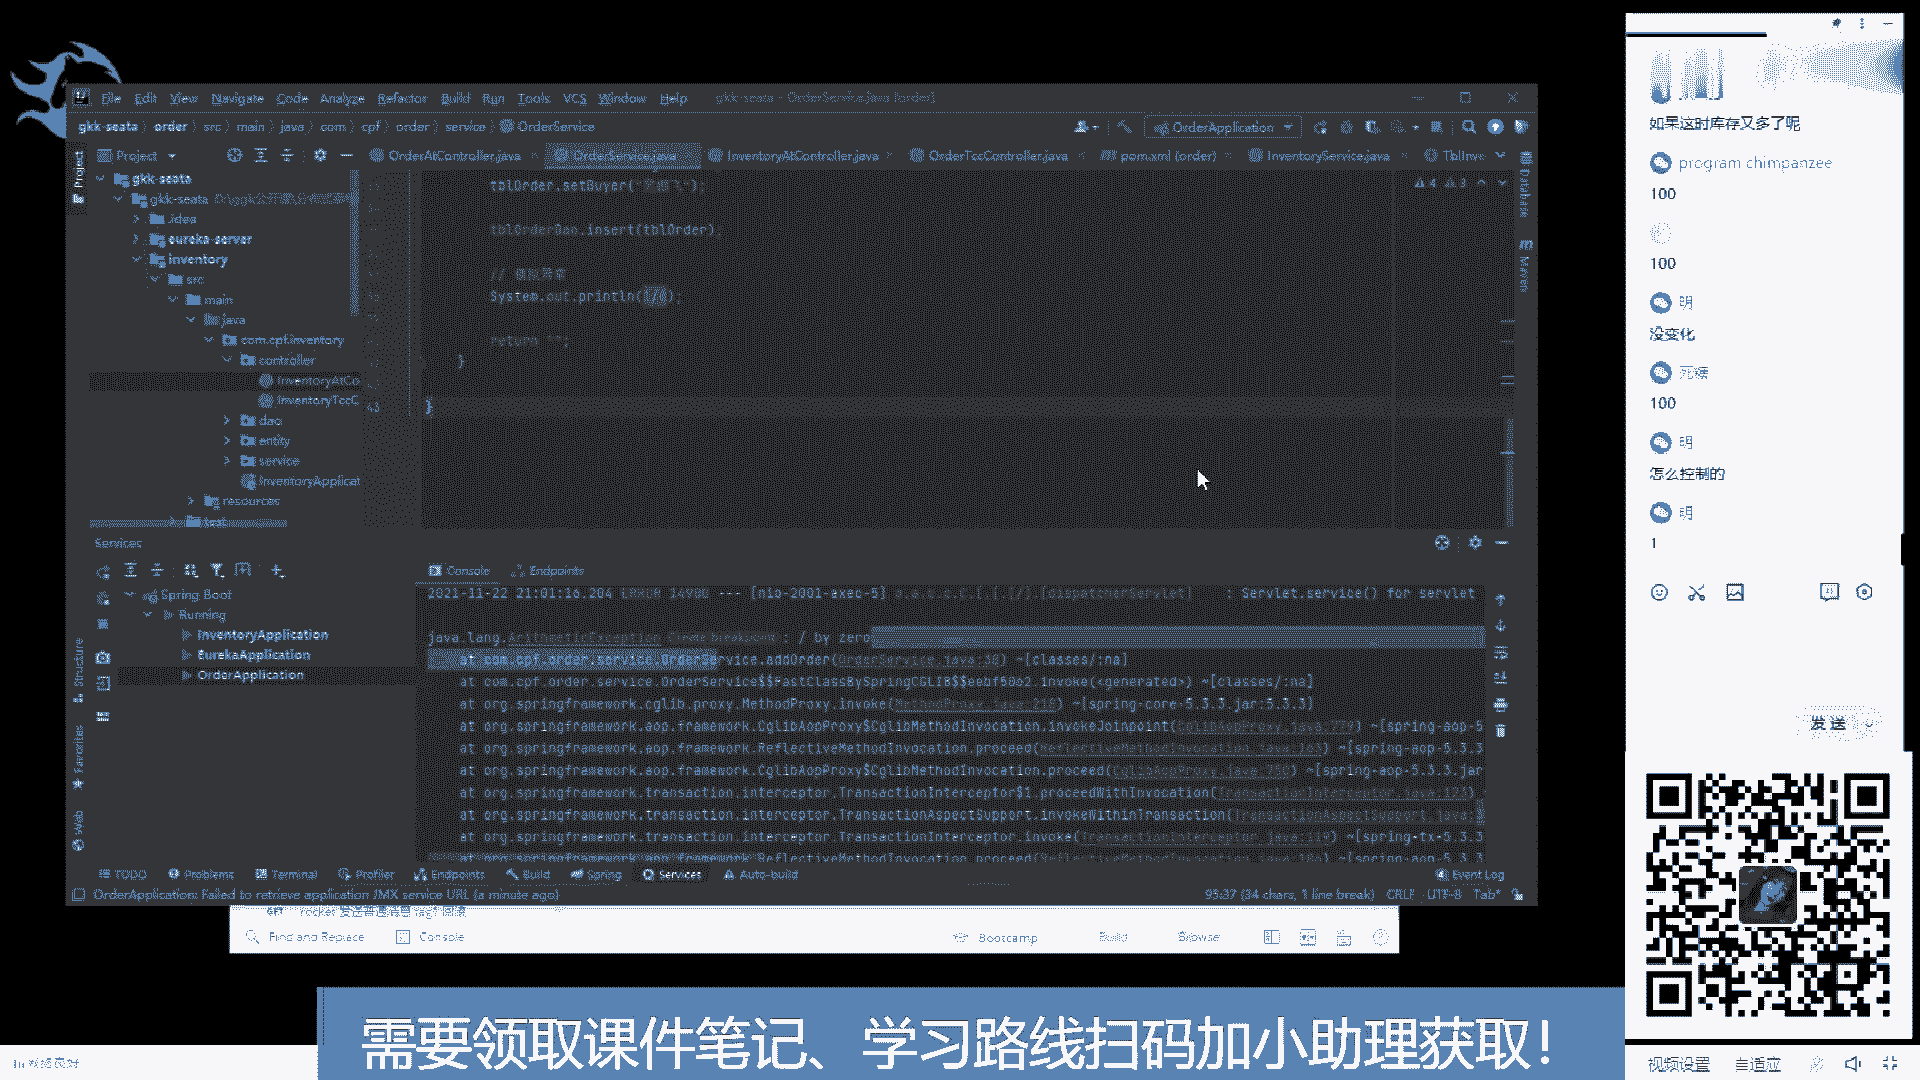 File Edit View Navigate Code Analyze Refactor Build Run Tools VCS Window Help gkk-seata - OrderService.java [order]
gkk-seata order src main java com cpf order service OrderService
OrderApplication
Project
OrderAtController.java OrderService.java InventoryAtController.java OrderTccController.java pom.xml (order) InventoryService.java
gkk-seata
gkk-seata
.idea
eureka-server
inventory
src
main
java
com.cpf.inventory
controller
InventoryAtCo
InventoryTccC
dao
entity
service
InventoryApplicat
resources
test
tblOrder.setBuyer(
tblOrderDao.insert(tblOrder);
// 模拟异常
System.out.println(1/0);
return "";
}
43 }
4 3
Project
Database
Maven
Structure
Favorites
Web
Services
Spring Boot
Running
InventoryApplication
EurekaApplication
OrderApplication
Console Endpoints
2021-11-22 21:01:16.204 ERROR 14900 --- [nio-2001-exec-5] o.a.c.c.C.[.[.[/].[dispatcherServlet] : Servlet.service() for servlet
java.lang.ArithmeticException Create breakpoint : / by zero
at com.cpf.order.service.OrderService.addOrder(OrderService.java:38) ~[classes/:na]
at com.cpf.order.service.OrderService$$FastClassBySpringCGLIB$$eebf50b2.invoke(<generated>) ~[classes/:na]
at org.springframework.cglib.proxy.MethodProxy.invoke(MethodProxy.java:218) ~[spring-core-5.3.3.jar:5.3.3]
at org.springframework.aop.framework.CglibAopProxy$CglibMethodInvocation.invokeJoinpoint(CglibAopProxy.java:779) ~[spring-aop-5
at org.springframework.aop.framework.ReflectiveMethodInvocation.proceed(ReflectiveMethodInvocation.java:163) ~[spring-aop-5.3.3
at org.springframework.aop.framework.CglibAopProxy$CglibMethodInvocation.proceed(CglibAopProxy.java:750) ~[spring-aop-5.3.3.jar
at org.springframework.transaction.interceptor.TransactionInterceptor$1.proceedWithInvocation(TransactionInterceptor.java:123)
at org.springframework.transaction.interceptor.TransactionAspectSupport.invokeWithinTransaction(TransactionAspectSupport.java:
at org.springframework.transaction.interceptor.TransactionInterceptor.invoke(TransactionInterceptor.java:119) ~[spring-tx-5.3.3
at org.springframework.aop.framework.ReflectiveMethodInvocation.proceed(ReflectiveMethodInvocation.java:186) ~[spring-aop-5.3.3
TODO Problems Terminal Profiler Endpoints Build Spring Services Auto-build Event Log
OrderApplication: Failed to retrieve application JMX service URL (a minute ago) 93:37 (34 chars, 1 line break) CRLF UTF-8 Tab*
Find and Replace Console Bootcamp Build Browse
如果这时库存又多了呢
program chimpanzee
100
100
明
没变化
100
明
怎么控制的
明
1
发送
需要领取课件笔记、学习路线扫码加小助理获取！
视频设置 自适应